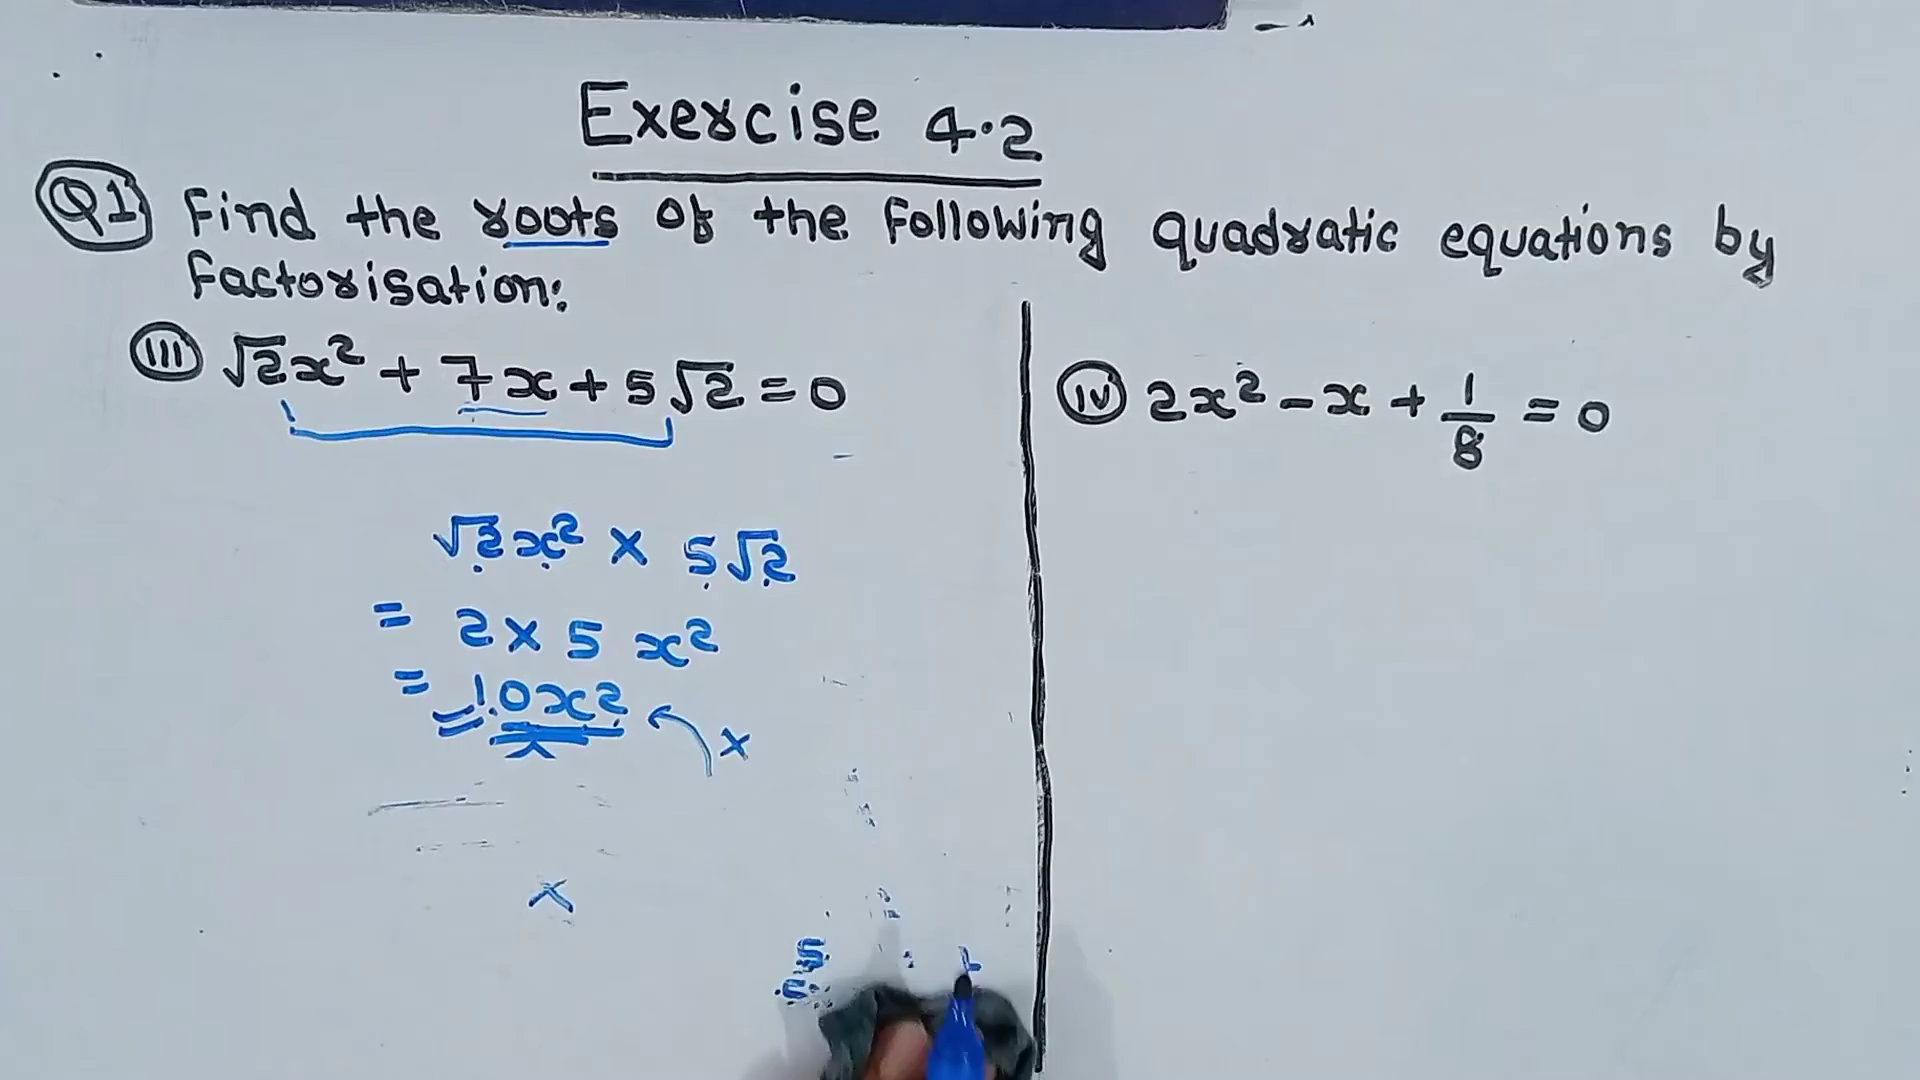 Exercise 4.2
Q1 Find the roots of the following quadratic equations by
factorisation:
(iii) √2x² + 7x + 5√2 = 0
(iv) 2x² - x + 1/8 = 0
√2x² × 5√2
= 2 × 5 x²
= 10x²
x
x
5